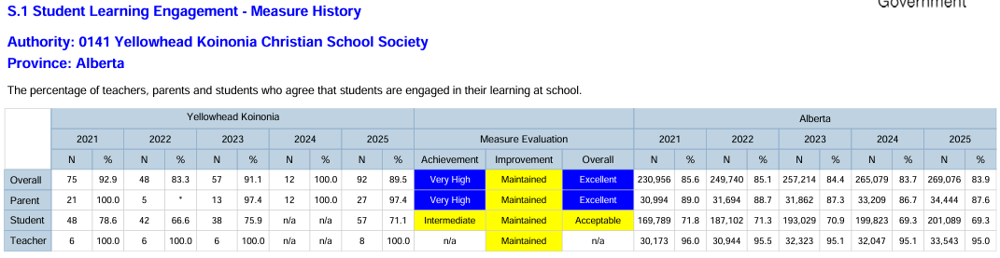 Government
S.1 Student Learning Engagement - Measure History
Authority: 0141 Yellowhead Koinonia Christian School Society
Province: Alberta
The percentage of teachers, parents and students who agree that students are engaged in their learning at school.
Yellowhead Koinonia Alberta
2021 2022 2023 2024 2025 Measure Evaluation 2021 2022 2023 2024 2025
N % N % N % N % N % Achievement Improvement Overall N % N % N % N % N %
Overall 75 92.9 48 83.3 57 91.1 12 100.0 92 89.5 Very High Maintained Excellent 230,956 85.6 249,740 85.1 257,214 84.4 265,079 83.7 269,076 83.9
Parent 21 100.0 5 * 13 97.4 12 100.0 27 97.4 Very High Maintained Excellent 30,994 89.0 31,694 88.7 31,862 87.3 33,209 86.7 34,444 87.6
Student 48 78.6 42 66.6 38 75.9 n/a n/a 57 71.1 Intermediate Maintained Acceptable 169,789 71.8 187,102 71.3 193,029 70.9 199,823 69.3 201,089 69.3
Teacher 6 100.0 6 100.0 6 100.0 n/a n/a 8 100.0 n/a Maintained n/a 30,173 96.0 30,944 95.5 32,323 95.1 32,047 95.1 33,543 95.0